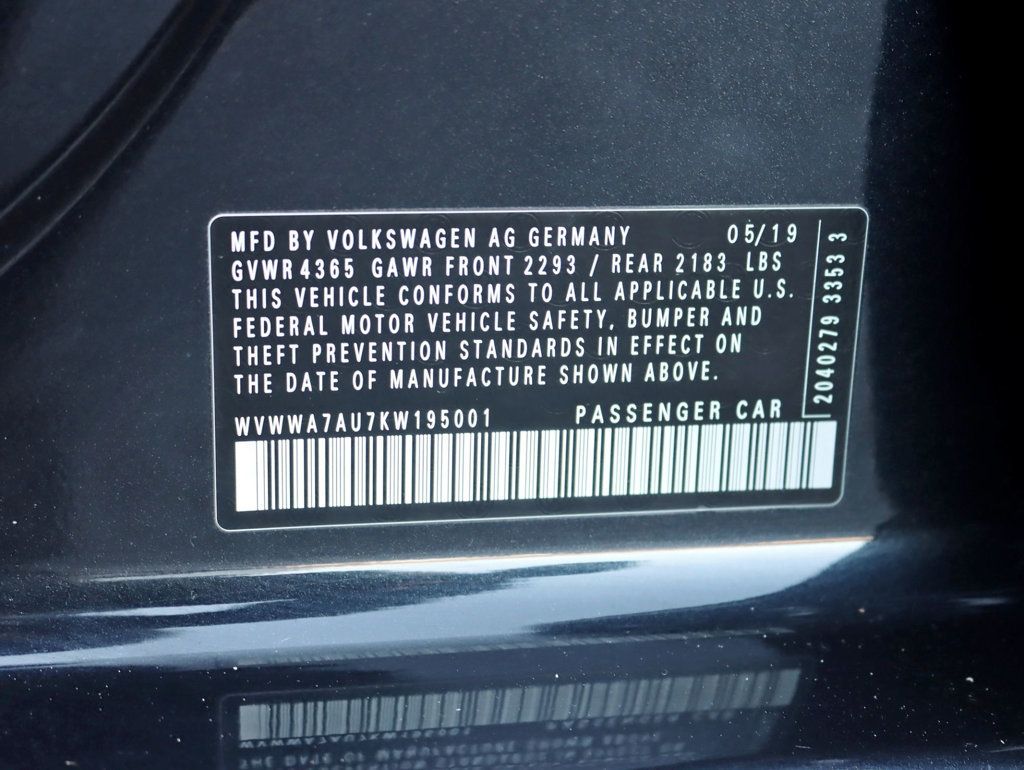 MFD BY VOLKSWAGEN AG GERMANY 05/19
GVWR 4365 GAWR FRONT 2293 / REAR 2183 LBS
THIS VEHICLE CONFORMS TO ALL APPLICABLE U.S.
FEDERAL MOTOR VEHICLE SAFETY, BUMPER AND
THEFT PREVENTION STANDARDS IN EFFECT ON
THE DATE OF MANUFACTURE SHOWN ABOVE.
WVWWA7AU7KW195001 PASSENGER CAR
2040279 3353 3